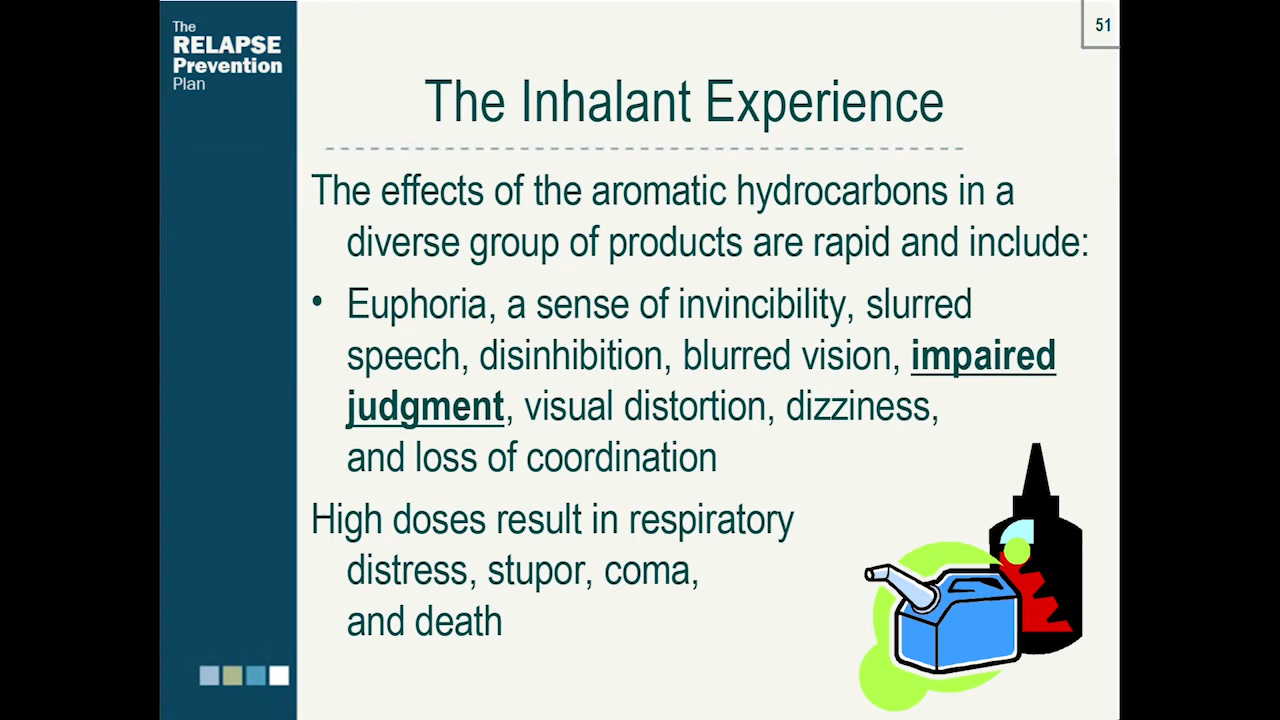 The
RELAPSE
Prevention
Plan
51
The Inhalant Experience
The effects of the aromatic hydrocarbons in a
diverse group of products are rapid and include:
• Euphoria, a sense of invincibility, slurred
speech, disinhibition, blurred vision, impaired
judgment, visual distortion, dizziness,
and loss of coordination
High doses result in respiratory
distress, stupor, coma,
and death